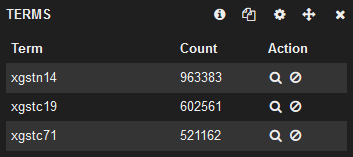 TERMS
Term Count Action
xgstn14 963383
xgstc19 602561
xgstc71 521162